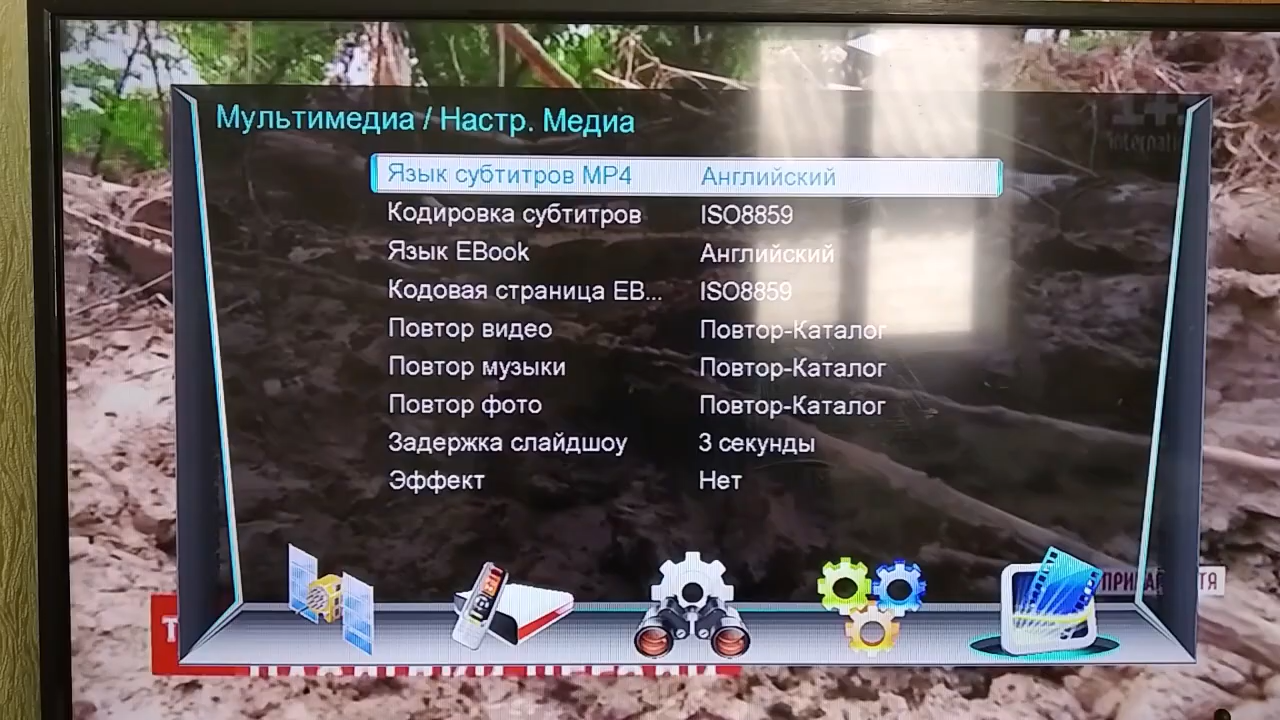 Мультимедиа / Настр. Медиа
Язык субтитров MP4 Английский
Кодировка субтитров ISO8859
Язык EBook Английский
Кодовая страница EB... ISO8859
Повтор видео Повтор-Каталог
Повтор музыки Повтор-Каталог
Повтор фото Повтор-Каталог
Задержка слайдшоу 3 секунды
Эффект Нет